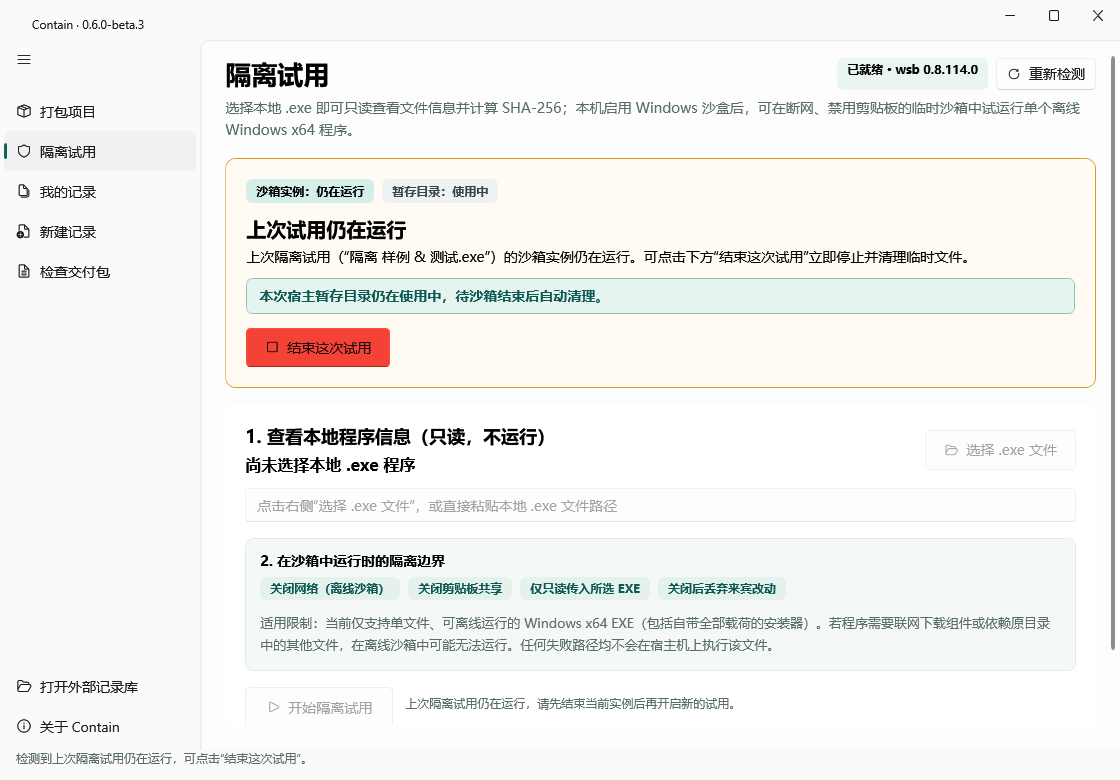 Contain · 0.6.0-beta.3
打包项目
隔离试用
我的记录
新建记录
检查交付包
打开外部记录库
关于 Contain
隔离试用
已就绪 · wsb 0.8.114.0
重新检测
选择本地 .exe 即可只读查看文件信息并计算 SHA-256；本机启用 Windows 沙盒后，可在断网、禁用剪贴板的临时沙箱中试运行单个离线
Windows x64 程序。
沙箱实例：仍在运行
暂存目录：使用中
上次试用仍在运行
上次隔离试用（“隔离 样例 & 测试.exe”）的沙箱实例仍在运行。可点击下方“结束这次试用”立即停止并清理临时文件。
本次宿主暂存目录仍在使用中，待沙箱结束后自动清理。
结束这次试用
1. 查看本地程序信息（只读，不运行）
尚未选择本地 .exe 程序
选择 .exe 文件
点击右侧“选择 .exe 文件”，或直接粘贴本地 .exe 文件路径
2. 在沙箱中运行时的隔离边界
关闭网络（离线沙箱）
关闭剪贴板共享
仅只读传入所选 EXE
关闭后丢弃来宾改动
适用限制：当前仅支持单文件、可离线运行的 Windows x64 EXE（包括自带全部载荷的安装器）。若程序需要联网下载组件或依赖原目录
中的其他文件，在离线沙箱中可能无法运行。任何失败路径均不会在宿主机上执行该文件。
开始隔离试用
上次隔离试用仍在运行，请先结束当前实例后再开启新的试用。
检测到上次隔离试用仍在运行，可点击“结束这次试用”。